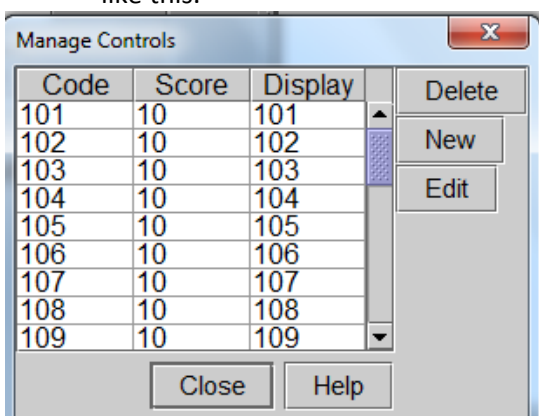 like this:
Manage Controls
Code Score Display
101 10 101
102 10 102
103 10 103
104 10 104
105 10 105
106 10 106
107 10 107
108 10 108
109 10 109
Delete
New
Edit
Close Help